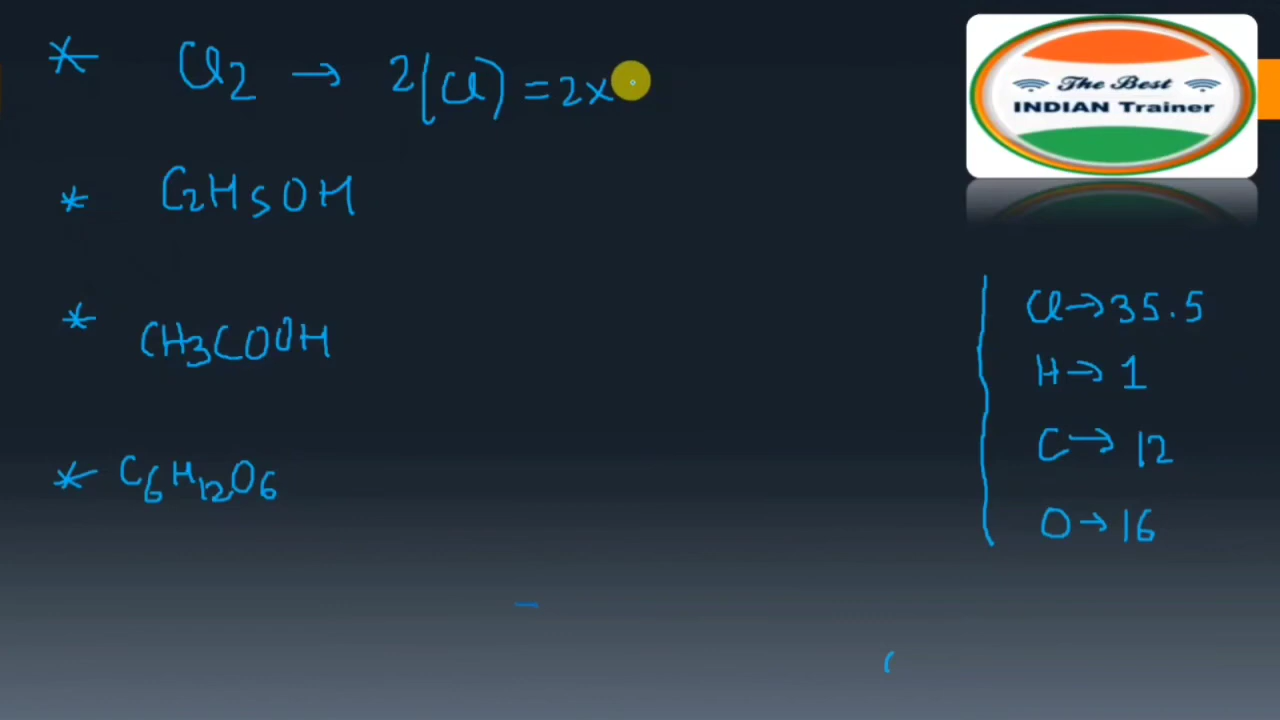 * Cl2 → 2(Cl) = 2x
* C2H5OH
* CH3COOH
* C6H12O6
The Best
INDIAN Trainer
Cl → 35.5
H → 1
C → 12
O → 16